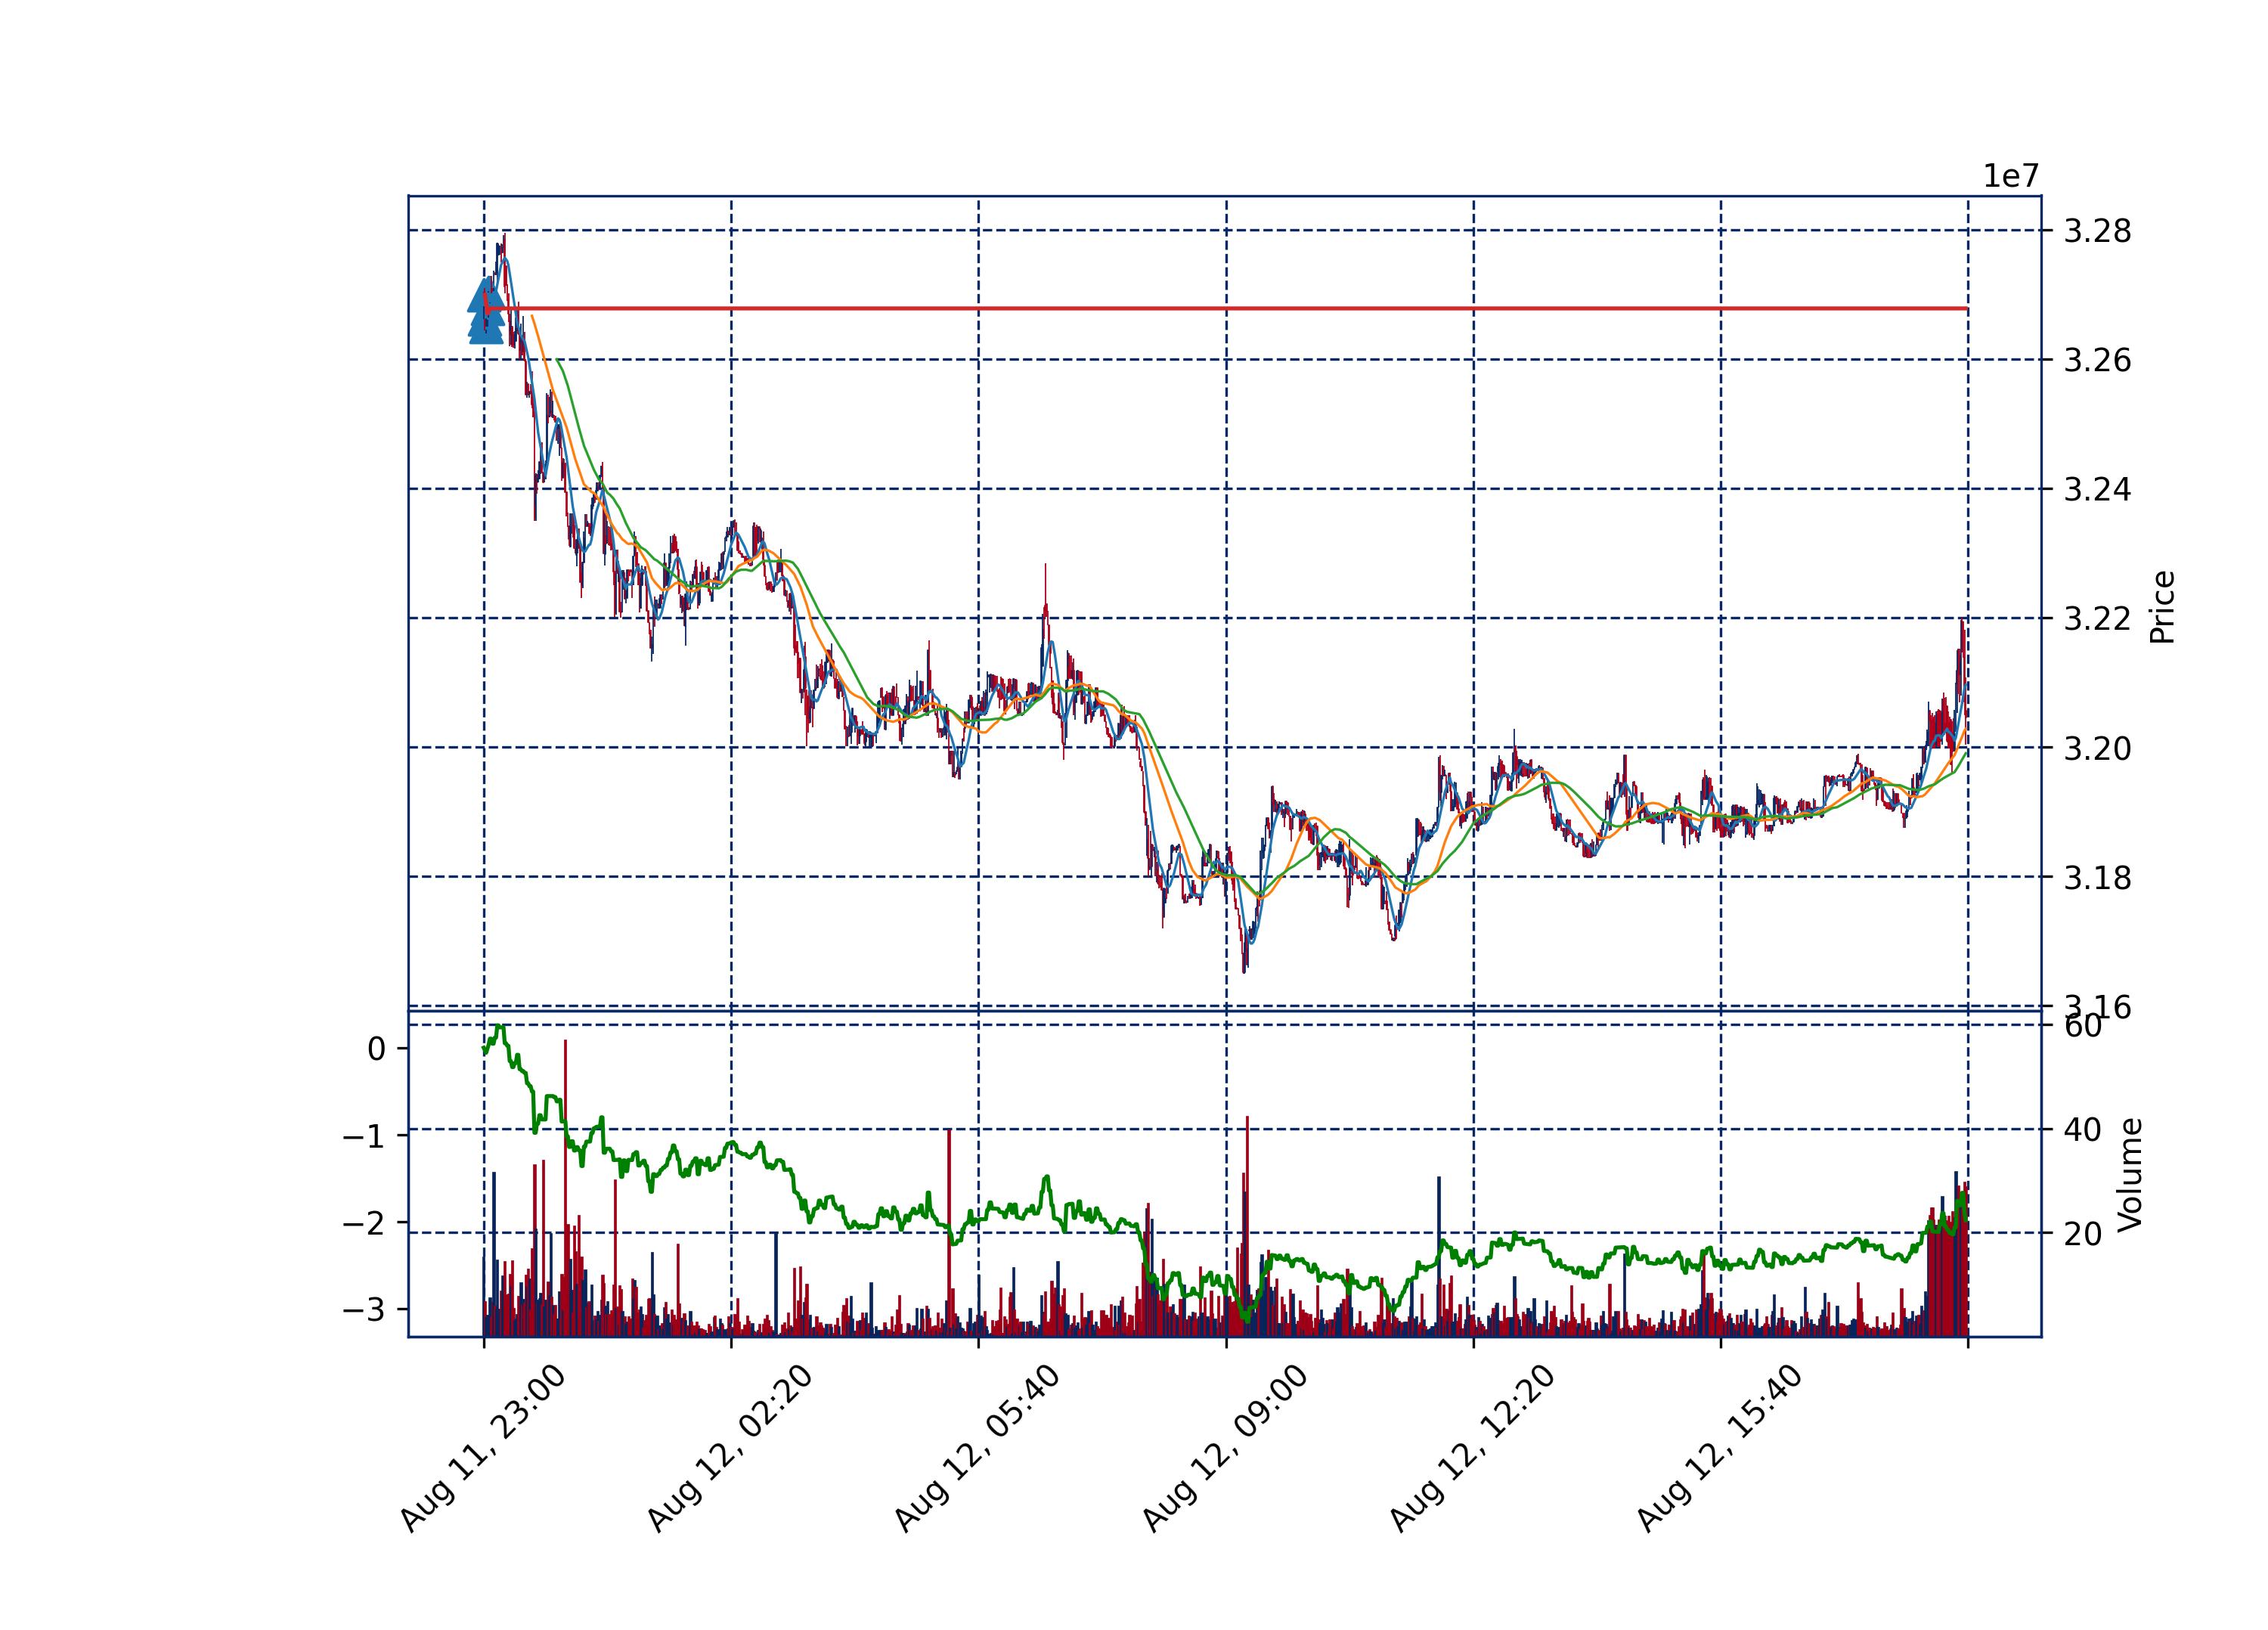 1e7
3.28
3.26
3.24
3.22
3.20
3.18
3.16
Price
60
40
20
Volume
0
−1
−2
−3
Aug 11, 23:00
Aug 12, 02:20
Aug 12, 05:40
Aug 12, 09:00
Aug 12, 12:20
Aug 12, 15:40